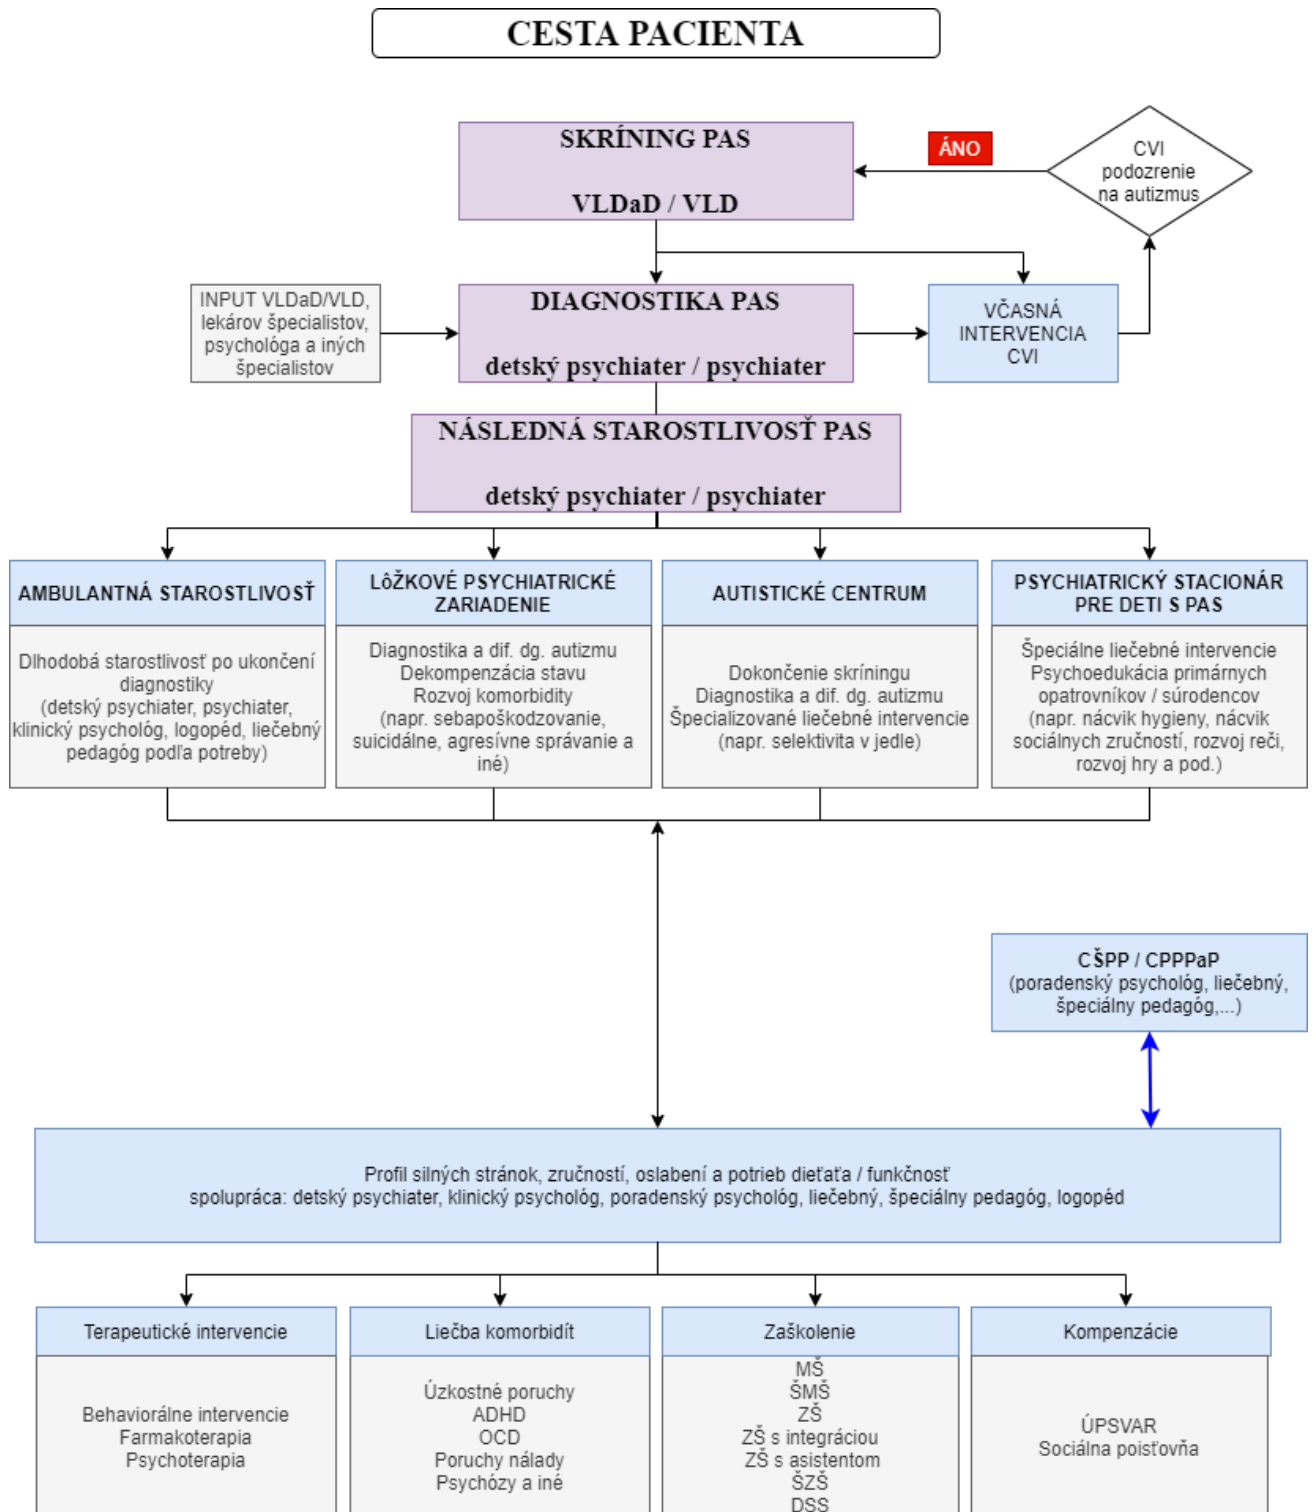 CESTA PACIENTA
SKRÍNING PAS
VLDaD / VLD
ÁNO
CVI
podozrenie
na autizmus
INPUT VLDaD/VLD,
lekárov špecialistov,
psychológa a iných
špecialistov
DIAGNOSTIKA PAS
detský psychiater / psychiater
VČASNÁ
INTERVENCIA
CVI
NÁSLEDNÁ STAROSTLIVOSŤ PAS
detský psychiater / psychiater
AMBULANTNÁ STAROSTLIVOSŤ
Dlhodobá starostlivosť po ukončení
diagnostiky
(detský psychiater, psychiater,
klinický psychológ, logopéd, liečebný
pedagóg podľa potreby)
LôŽKOVÉ PSYCHIATRICKÉ
ZARIADENIE
Diagnostika a dif. dg. autizmu
Dekompenzácia stavu
Rozvoj komorbidity
(napr. sebapoškodzovanie,
suicidálne, agresívne správanie a
iné)
AUTISTICKÉ CENTRUM
Dokončenie skríningu
Diagnostika a dif. dg. autizmu
Špecializované liečebné intervencie
(napr. selektivita v jedle)
PSYCHIATRICKÝ STACIONÁR
PRE DETI S PAS
Špeciálne liečebné intervencie
Psychoedukácia primárnych
opatrovníkov / súrodencov
(napr. nácvik hygieny, nácvik
sociálnych zručností, rozvoj reči,
rozvoj hry a pod.)
CŠPP / CPPPaP
(poradenský psychológ, liečebný,
špeciálny pedagóg,...)
Profil silných stránok, zručností, oslabení a potrieb dieťaťa / funkčnosť
spolupráca: detský psychiater, klinický psychológ, poradenský psychológ, liečebný, špeciálny pedagóg, logopéd
Terapeutické intervencie
Behaviorálne intervencie
Farmakoterapia
Psychoterapia
Liečba komorbidít
Úzkostné poruchy
ADHD
OCD
Poruchy nálady
Psychózy a iné
Zaškolenie
MŠ
ŠMŠ
ZŠ
ZŠ s integráciou
ZŠ s asistentom
ŠZŠ
DSS
Kompenzácie
ÚPSVAR
Sociálna poisťovňa